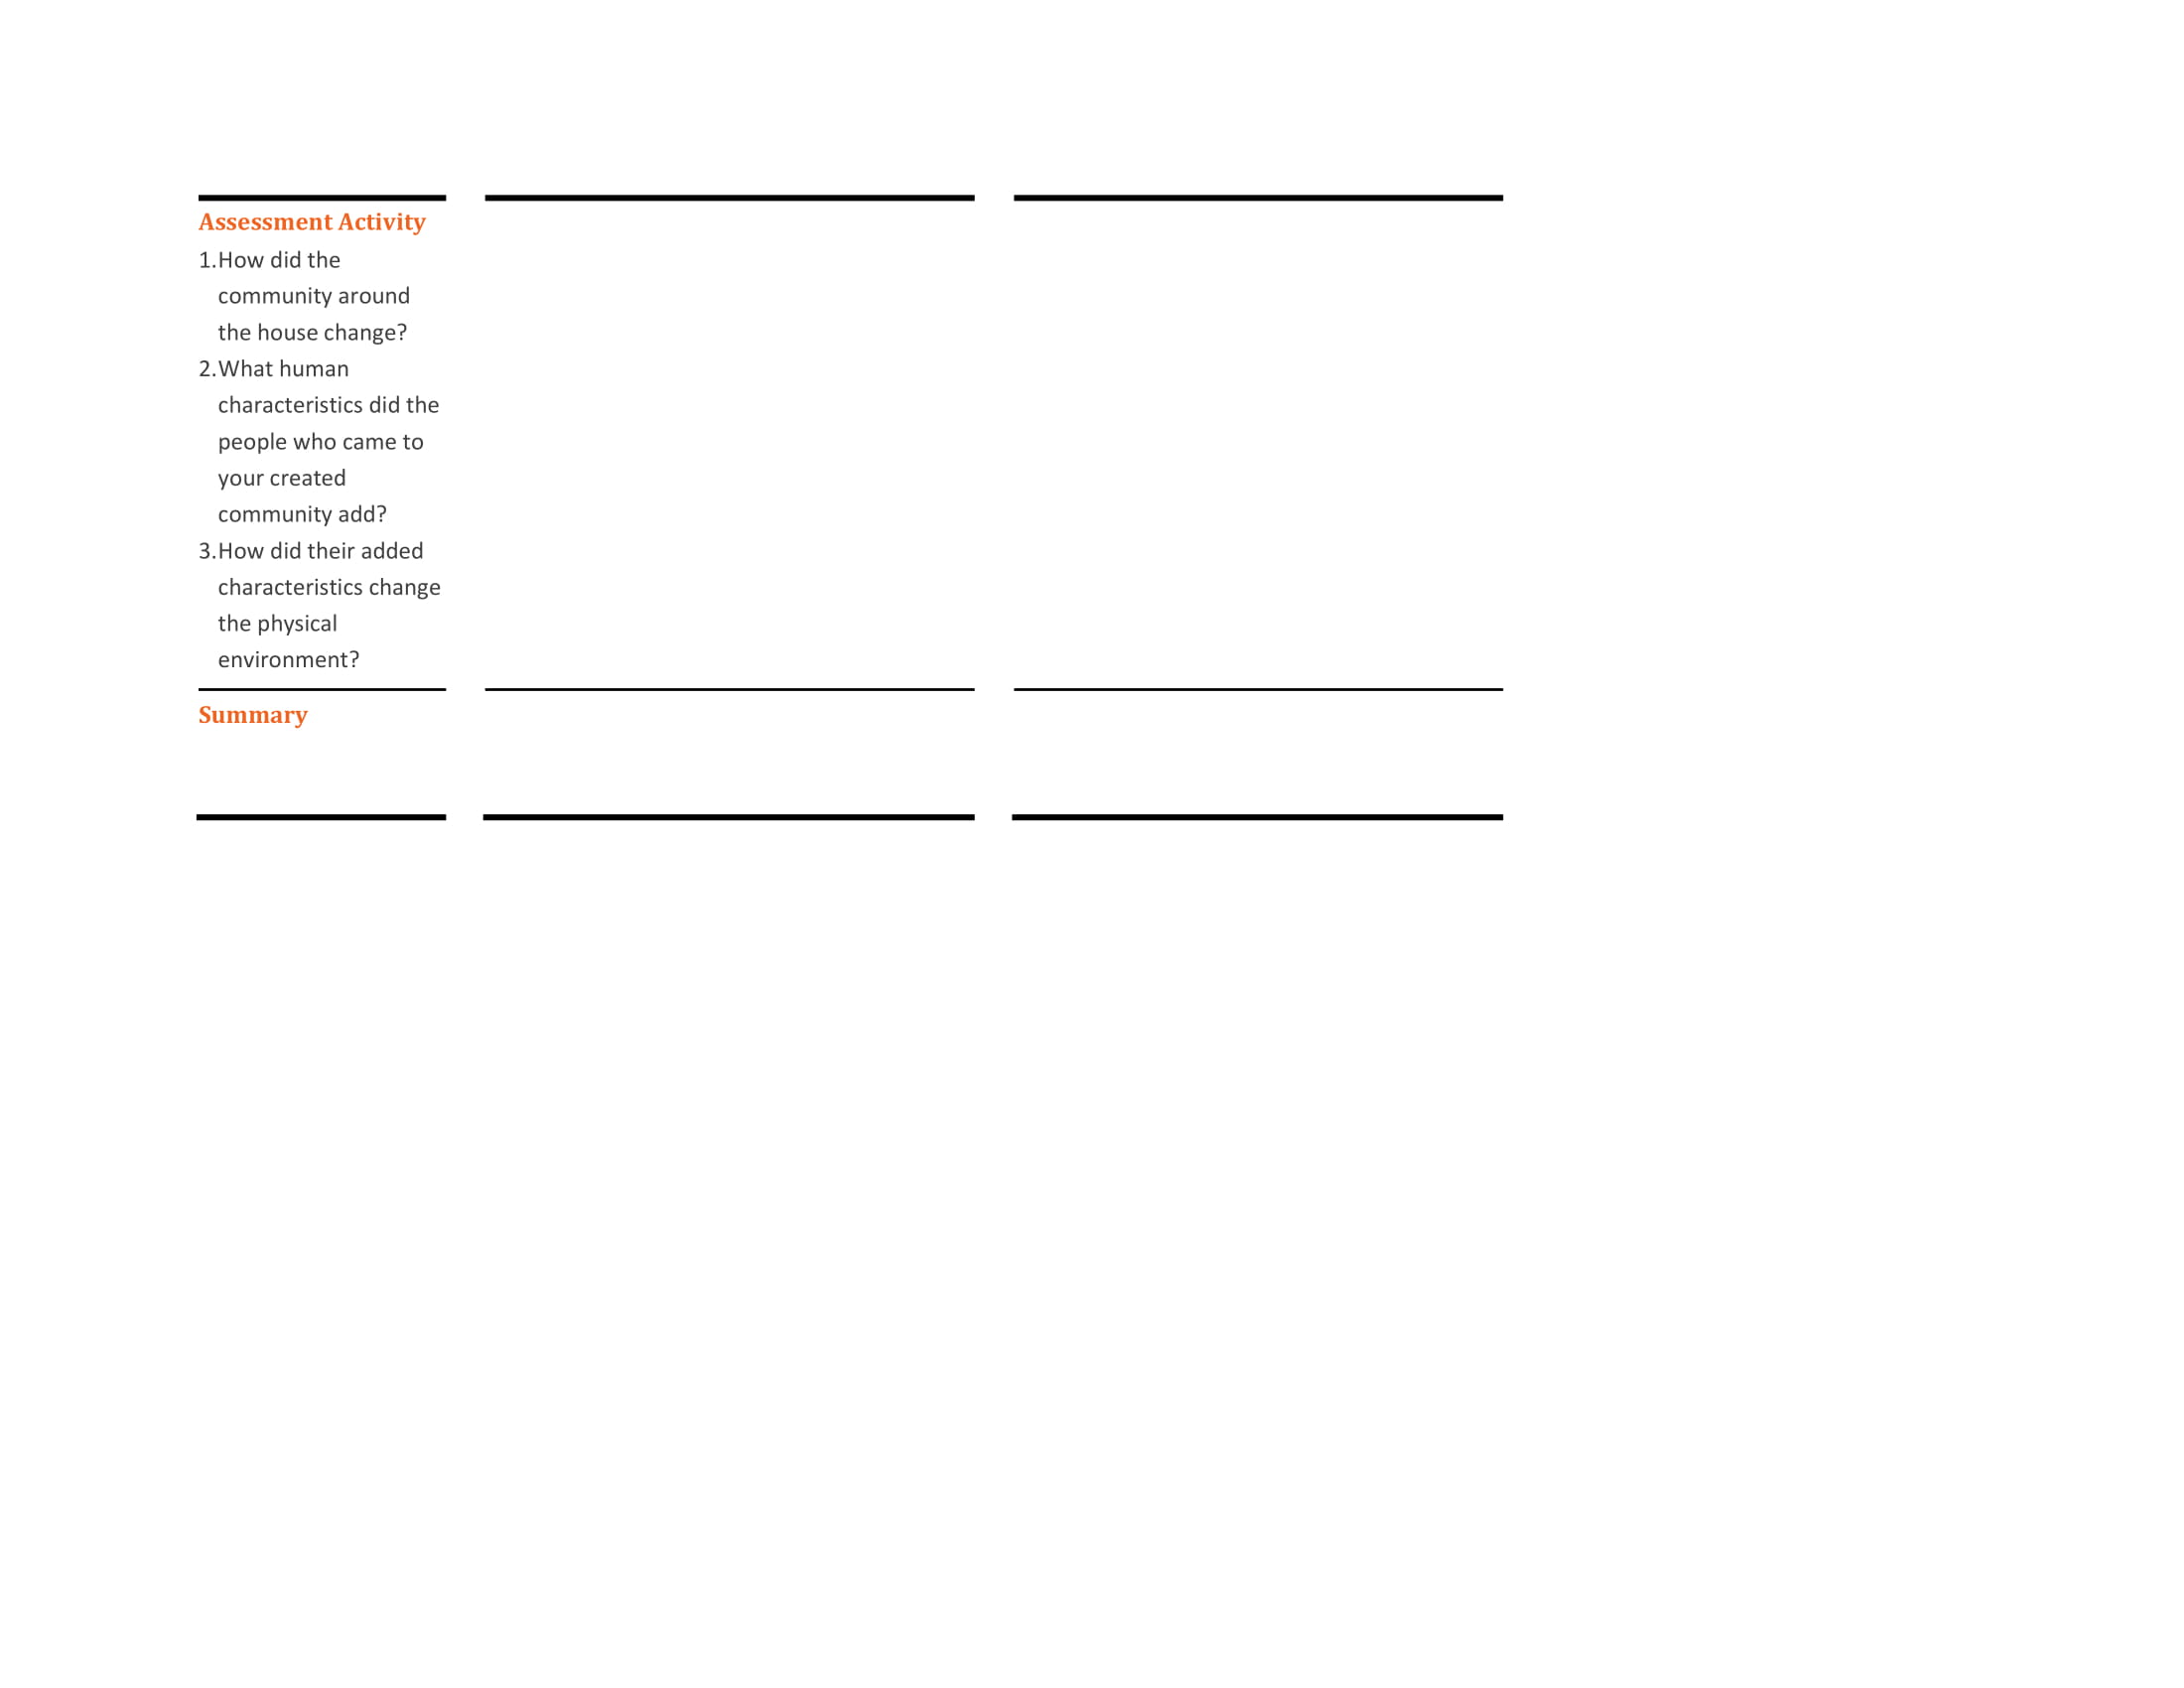 Assessment Activity
1.How did the
community around
the house change?
2.What human
characteristics did the
people who came to
your created
community add?
3.How did their added
characteristics change
the physical
environment?
Summary